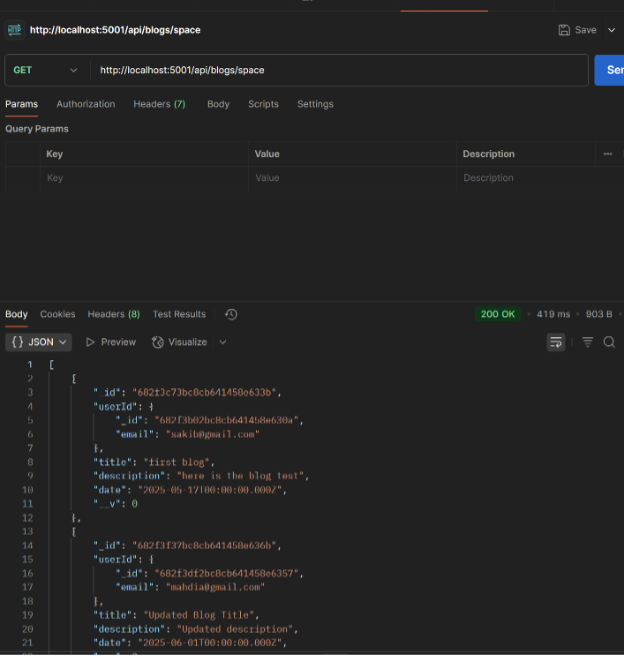 HTTP http://localhost:5001/api/blogs/space Save
GET http://localhost:5001/api/blogs/space Ser
Params Authorization Headers (7) Body Scripts Settings
Query Params
Key Value Description
Key Value Description
Body Cookies Headers (8) Test Results 200 OK 419 ms 903 B
{} JSON Preview Visualize
1 [
2 {
3 "_id": "682f3c73bc8cb641458e633b",
4 "userId": {
5 "_id": "682f3b02bc8cb641458e630a",
6 "email": "sakib@gmail.com"
7 },
8 "title": "first blog",
9 "description": "here is the blog test",
10 "date": "2025-05-17T00:00:00.000Z",
11 "__v": 0
12 },
13 {
14 "_id": "682f3f37bc8cb641458e636b",
15 "userId": {
16 "_id": "682f3df2bc8cb641458e6357",
17 "email": "mahdia@gmail.com"
18 },
19 "title": "Updated Blog Title",
20 "description": "Updated description",
21 "date": "2025-06-01T00:00:00.000Z",